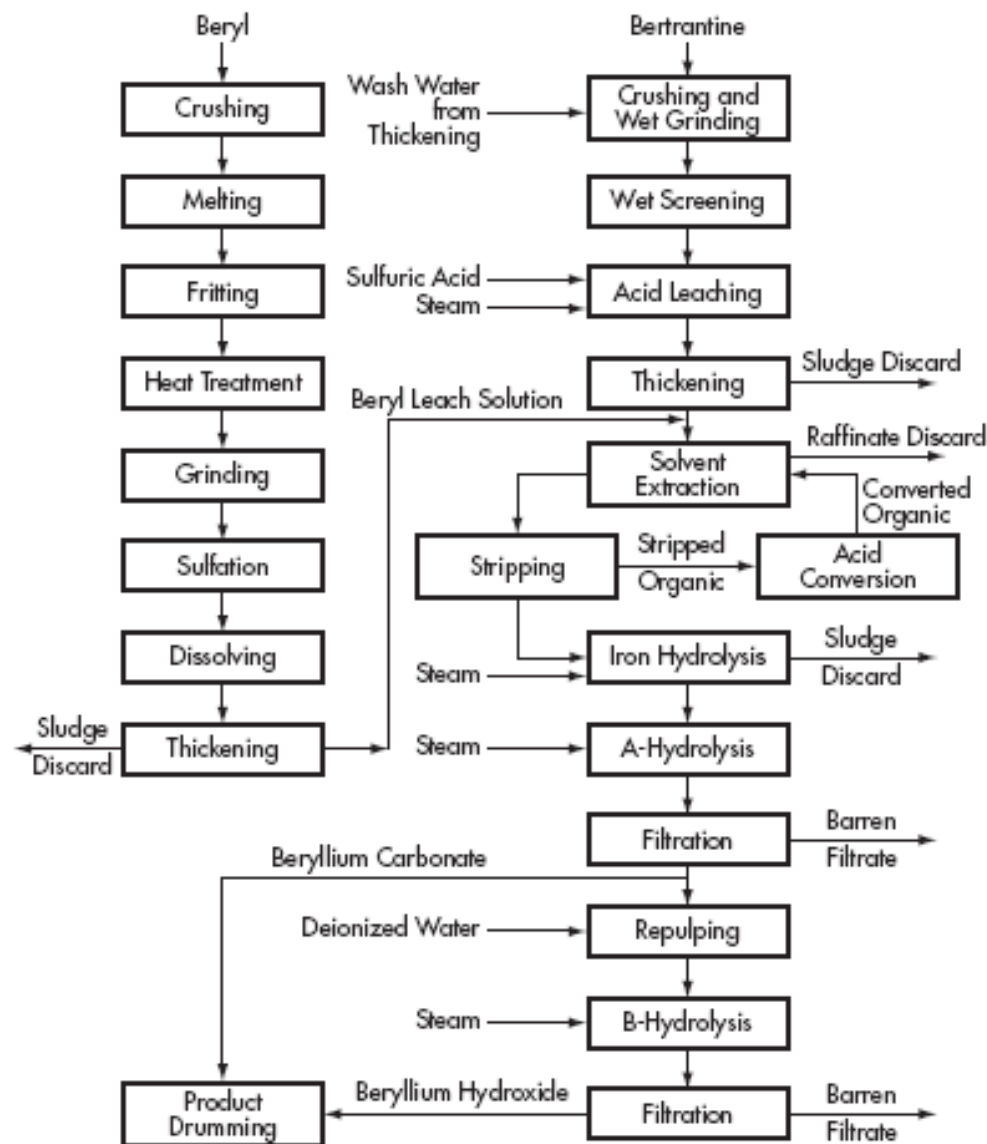 Beryl
Bertrantine
Crushing
Wash Water
from
Thickening
Crushing and
Wet Grinding
Melting
Wet Screening
Fritting
Sulfuric Acid
Steam
Acid Leaching
Heat Treatment
Thickening
Sludge Discard
Beryl Leach Solution
Raffinate Discard
Grinding
Solvent
Extraction
Converted
Organic
Sulfation
Stripping
Stripped
Organic
Acid
Conversion
Dissolving
Iron Hydrolysis
Sludge
Discard
Steam
Sludge
Discard
Thickening
Steam
A-Hydrolysis
Filtration
Barren
Filtrate
Beryllium Carbonate
Deionized Water
Repulping
Steam
B-Hydrolysis
Product
Drumming
Beryllium Hydroxide
Filtration
Barren
Filtrate